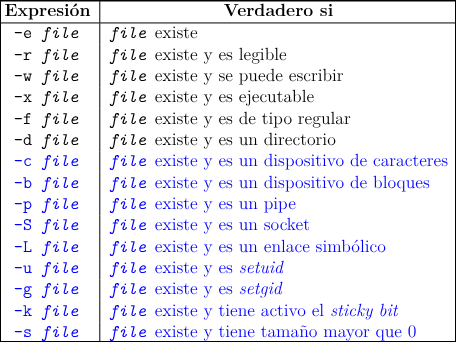 Expresión Verdadero si
-e file file existe
-r file file existe y es legible
-w file file existe y se puede escribir
-x file file existe y es ejecutable
-f file file existe y es de tipo regular
-d file file existe y es un directorio
-c file file existe y es un dispositivo de caracteres
-b file file existe y es un dispositivo de bloques
-p file file existe y es un pipe
-S file file existe y es un socket
-L file file existe y es un enlace simbólico
-u file file existe y es setuid
-g file file existe y es setgid
-k file file existe y tiene activo el sticky bit
-s file file existe y tiene tamaño mayor que 0